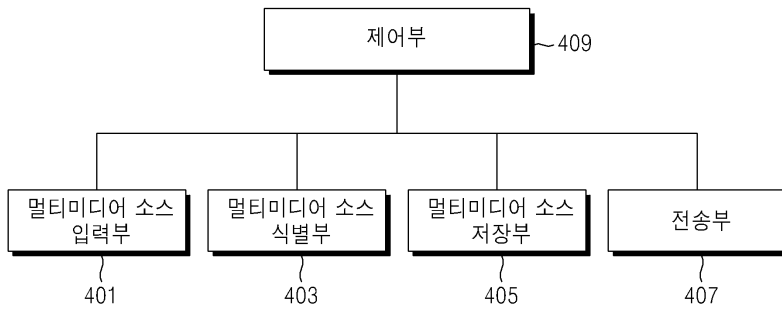 제어부
409
멀티미디어 소스
입력부
멀티미디어 소스
식별부
멀티미디어 소스
저장부
전송부
401
403
405
407